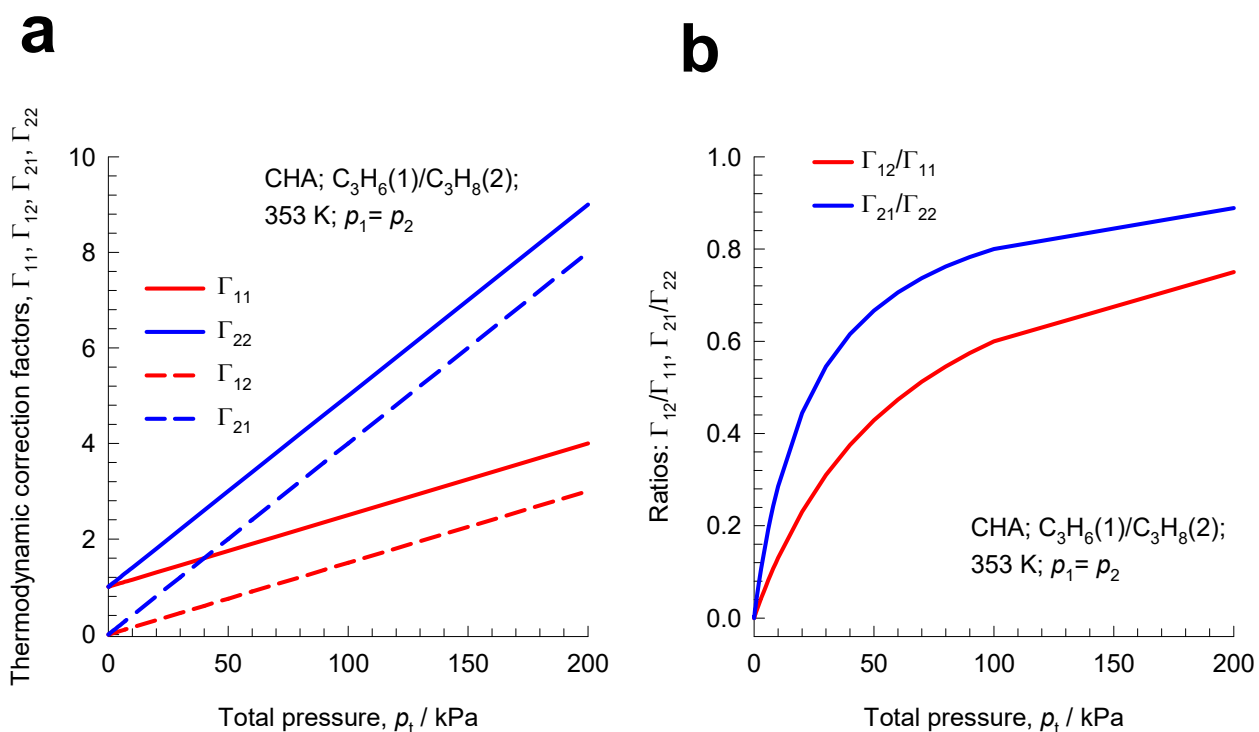 a
Thermodynamic correction factors, Γ11, Γ12, Γ21, Γ22
10
8
6
4
2
0
CHA; C3H6(1)/C3H8(2);
353 K; p1= p2
Γ11
Γ22
Γ12
Γ21
0
50
100
150
200
Total pressure, pt / kPa
b
Ratios: Γ12/Γ11, Γ21/Γ22
1.0
0.8
0.6
0.4
0.2
0.0
Γ12/Γ11
Γ21/Γ22
CHA; C3H6(1)/C3H8(2);
353 K; p1= p2
0
50
100
150
200
Total pressure, pt / kPa